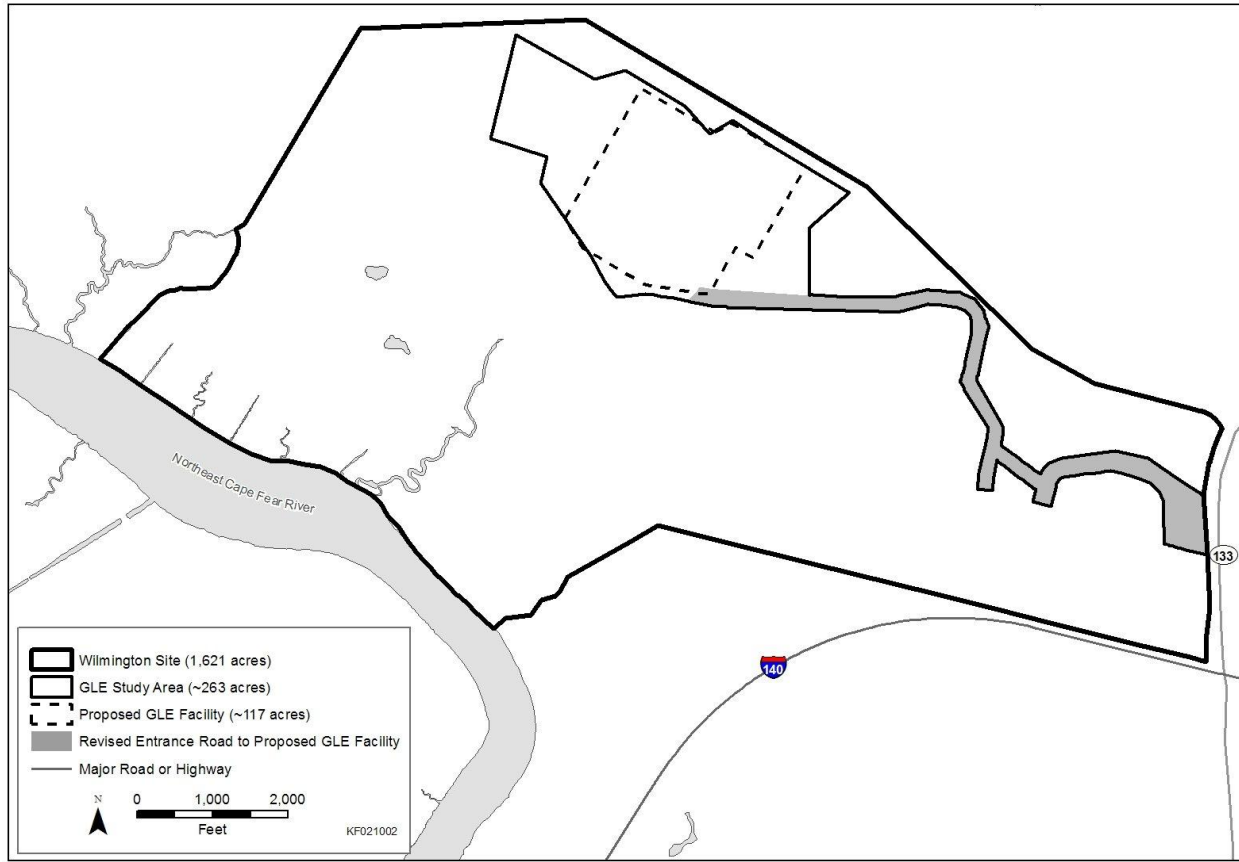 Northeast Cape Fear River
133
140
Wilmington Site (1,621 acres)
GLE Study Area (~263 acres)
Proposed GLE Facility (~117 acres)
Revised Entrance Road to Proposed GLE Facility
Major Road or Highway
N
0 1,000 2,000
Feet
KF021002